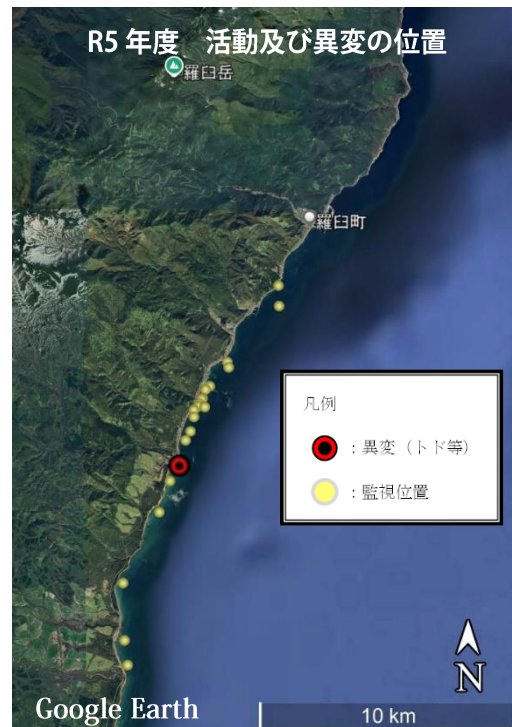 R5 年度　活動及び異変の位置
羅臼岳
羅臼町
凡例
：異変（トド等）
：監視位置
N
Google Earth
10 km